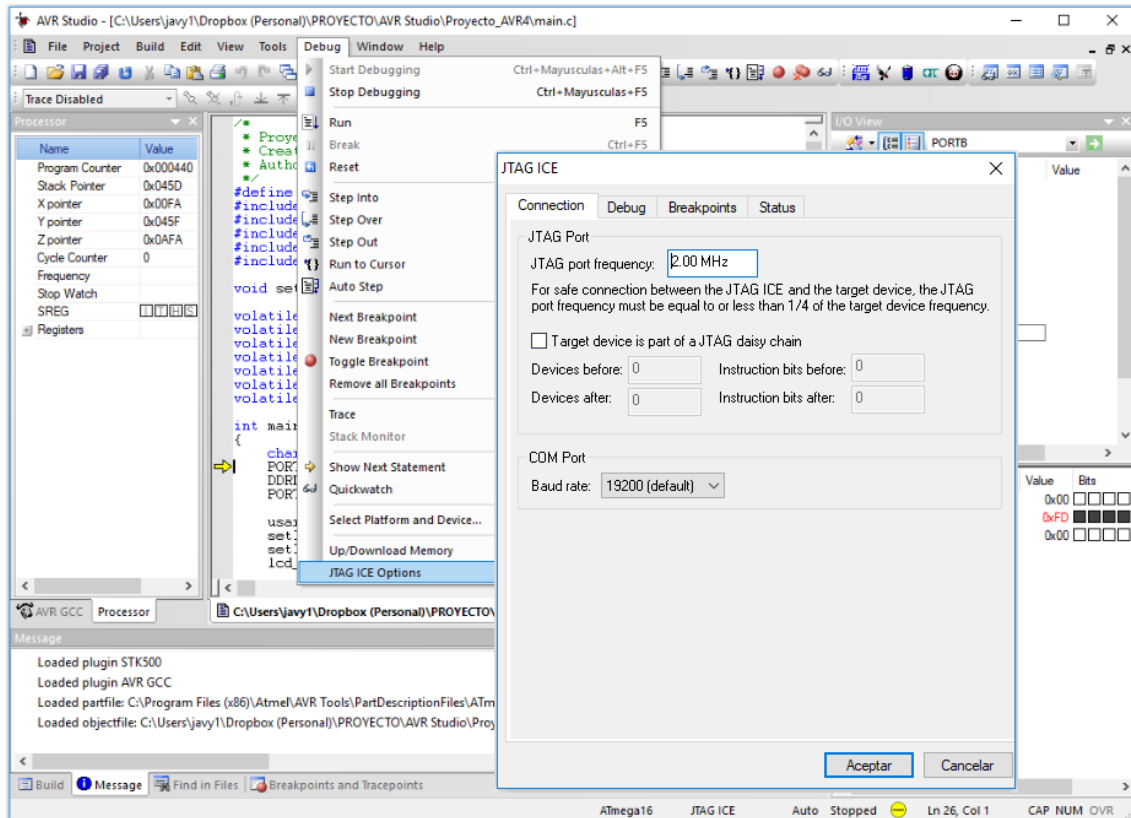 AVR Studio - [C:\Users\javy1\Dropbox (Personal)\PROYECTO\AVR Studio\Proyecto_AVR4\main.c]
File Project Build Edit View Tools Debug Window Help
Trace Disabled
Start Debugging Ctrl+Mayusculas+Alt+F5
Stop Debugging Ctrl+Mayusculas+F5
Run F5
Break Ctrl+F5
Reset
Step Into
Step Over
Step Out
Run to Cursor
Auto Step
Next Breakpoint
New Breakpoint
Toggle Breakpoint
Remove all Breakpoints
Trace
Stack Monitor
Show Next Statement
Quickwatch
Select Platform and Device...
Up/Download Memory
JTAG ICE Options
Processor
Name Value
Program Counter 0x000440
Stack Pointer 0x045D
X pointer 0x00FA
Y pointer 0x045F
Z pointer 0x0AFA
Cycle Counter 0
Frequency
Stop Watch
SREG I T H S
Registers
AVR GCC Processor
/*
* Proye
* Creat
* Autho
*/
#define
#include
#include
#include
#include
#include
void set
volatile
volatile
volatile
volatile
volatile
volatile
volatile
int main
{
char
PORT
DDRI
PORT
usar
setl
setl
lcd_
C:\Users\javy1\Dropbox (Personal)\PROYECTO\
I/O View
PORTB
Value
Value Bits
0x00
0xFD
0x00
JTAG ICE
Connection Debug Breakpoints Status
JTAG Port
JTAG port frequency: 2.00 MHz
For safe connection between the JTAG ICE and the target device, the JTAG
port frequency must be equal to or less than 1/4 of the target device frequency.
Target device is part of a JTAG daisy chain
Devices before: 0 Instruction bits before: 0
Devices after: 0 Instruction bits after: 0
COM Port
Baud rate: 19200 (default)
Aceptar Cancelar
Message
Loaded plugin STK500
Loaded plugin AVR GCC
Loaded partfile: C:\Program Files (x86)\Atmel\AVR Tools\PartDescriptionFiles\ATm
Loaded objectfile: C:\Users\javy1\Dropbox (Personal)\PROYECTO\AVR Studio\Proy
Build Message Find in Files Breakpoints and Tracepoints
ATmega16 JTAG ICE Auto Stopped Ln 26, Col 1 CAP NUM OVR